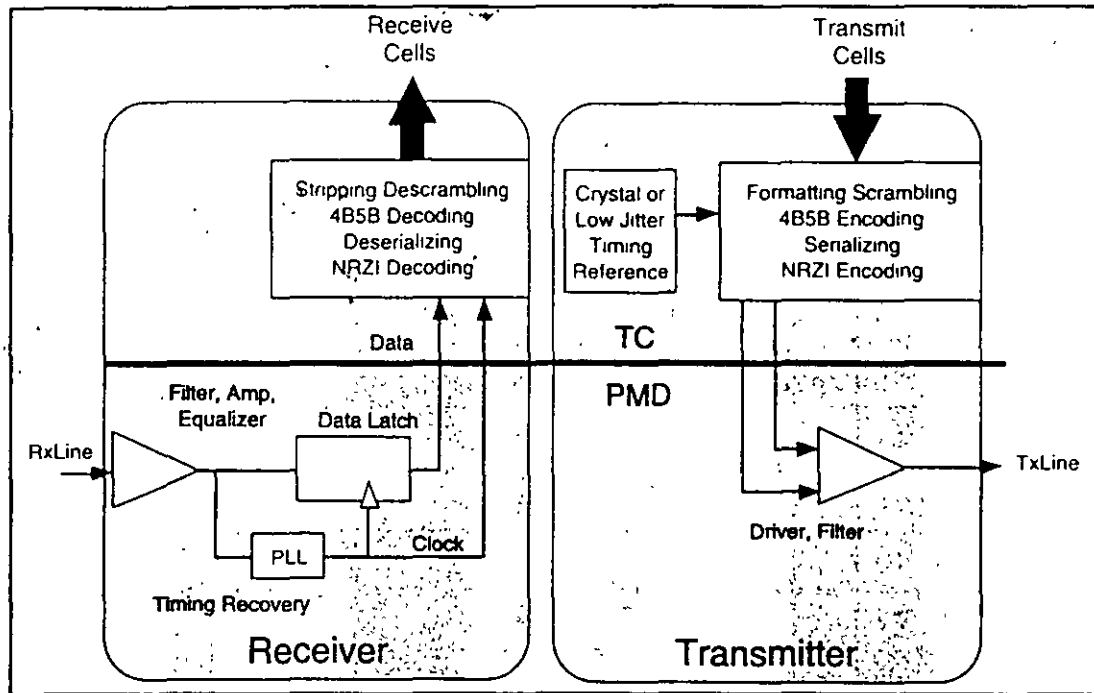 Receive
Cells
Transmit
Cells
Stripping Descrambling
4B5B Decoding
Deserializing
NRZI Decoding
Crystal or
Low Jitter
Timing
Reference
Formatting Scrambling
4B5B Encoding
Serializing
NRZI Encoding
Data
TC
PMD
Filter, Amp,
Equalizer
Data Latch
RxLine
TxLine
PLL
Clock
Driver, Filter
Timing Recovery
Receiver
Transmitter